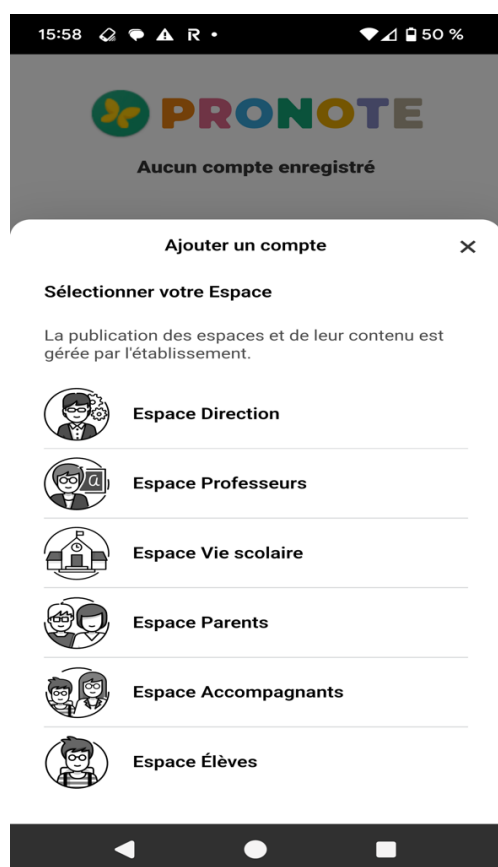 15:58 R • 50 %
PRONOTE
Aucun compte enregistré
Ajouter un compte
Sélectionner votre Espace
La publication des espaces et de leur contenu est
gérée par l'établissement.
Espace Direction
a
Espace Professeurs
Espace Vie scolaire
Espace Parents
Espace Accompagnants
Espace Élèves